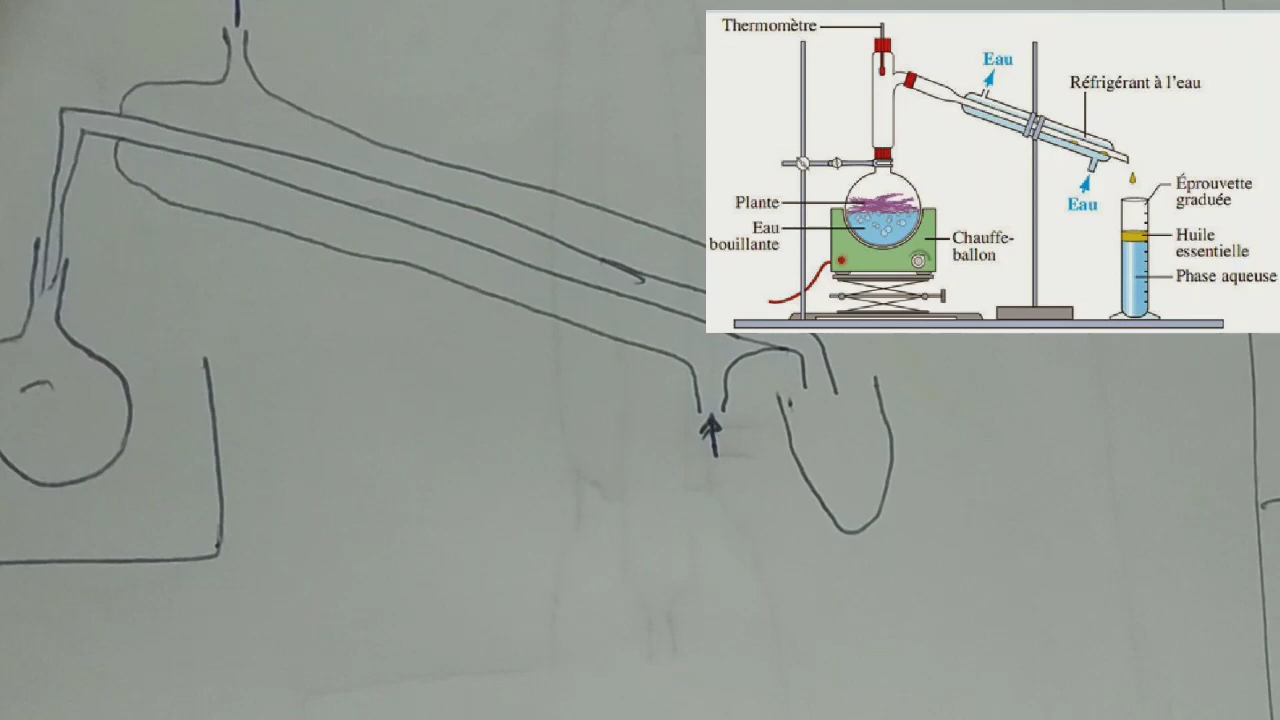 Thermomètre
Eau
Réfrigérant à l'eau
Plante
Eau
bouillante
Chauffe-
ballon
Eau
Éprouvette
graduée
Huile
essentielle
Phase aqueuse